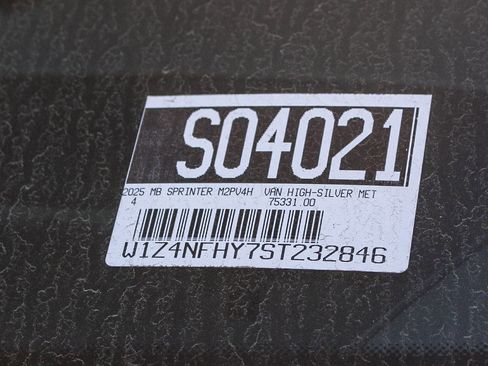 S04021
2025 MB SPRINTER M2PV4H VAN HIGH-SILVER MET
4 75331.00
W1Z4NFHY7ST232846